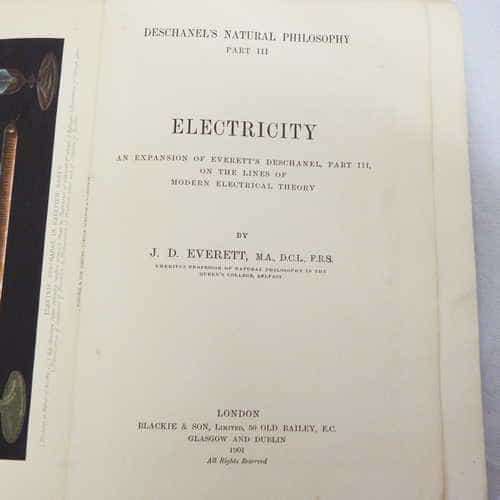 DESCHANEL'S NATURAL PHILOSOPHY
PART III
ELECTRICITY
AN EXPANSION OF EVERETT'S DESCHANEL, PART III,
ON THE LINES OF
MODERN ELECTRICAL THEORY
BY
J. D. EVERETT, M.A., D.C.L., F.R.S.
EMERITUS PROFESSOR OF NATURAL PHILOSOPHY IN THE
QUEEN'S COLLEGE, BELFAST
LONDON
BLACKIE & SON, LIMITED, 50 OLD BAILEY, E.C.
GLASGOW AND DUBLIN
1901
All Rights Reserved